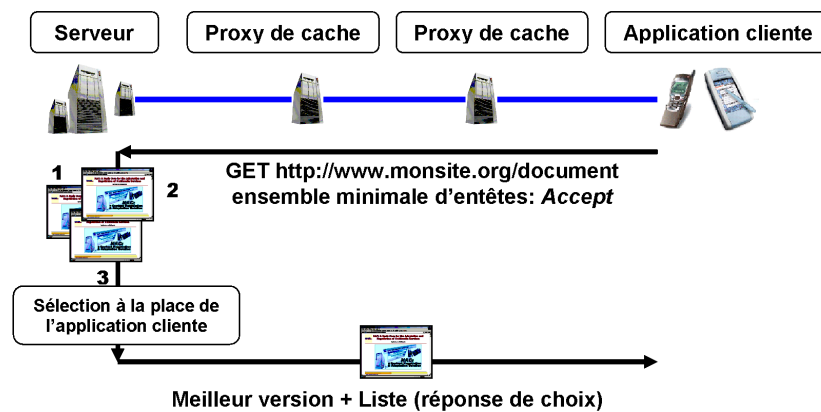 Serveur
Proxy de cache
Proxy de cache
Application cliente
GET http://www.monsite.org/document
ensemble minimale d'entêtes: Accept
1
2
3
Sélection à la place de
l'application cliente
Meilleur version + Liste (réponse de choix)